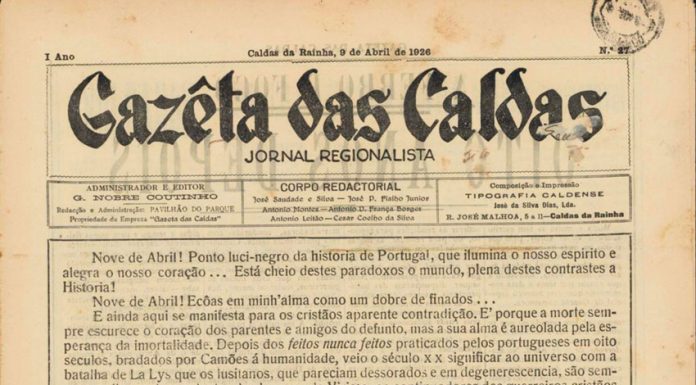 I Ano
Caldas da Rainha, 9 de Abril de 1926
N.º 27
Gazêta das Caldas
JORNAL REGIONALISTA
ADMINISTRADOR E EDITOR
G. NOBRE COUTINHO
Redacção e Administração: PAVILHÃO DO PARQUE
Propriedade da Empreza "Gazeta das Caldas"
CORPO REDACTORIAL
José Saudade e Silva — José P. Fialho Junior
Antonio Montez — Antonio D. França Borges
Antonio Leitão — Cesar Coelho da Silva
Composição e Impressão
TIPOGRAFIA CALDENSE
José da Silva Dias, Lda.
R. JOSÉ MALHOA, 5 a 11—Caldas da Rainha
Nove de Abril! Ponto luci-negro da historia de Portugal, que ilumina o nosso espirito e
alegra o nosso coração ... Está cheio destes paradoxos o mundo, plena destes contrastes a
Historia!
Nove de Abril! Ecôas em minh'alma como um dobre de finados ...
E ainda aqui se manifesta para os cristãos aparente contradição. E' porque a morte sem-
pre escurece o coração dos parentes e amigos do defunto, mas a sua alma é aureolada pela es-
perança da imortalidade. Depois dos feitos nunca feitos praticados pelos portugueses em oito
seculos, bradados por Camões á humanidade, veio o século XX significar ao universo com a
batalha de La Lys que os lusitanos, que pareciam dessorados e em degenerescencia, são sem-